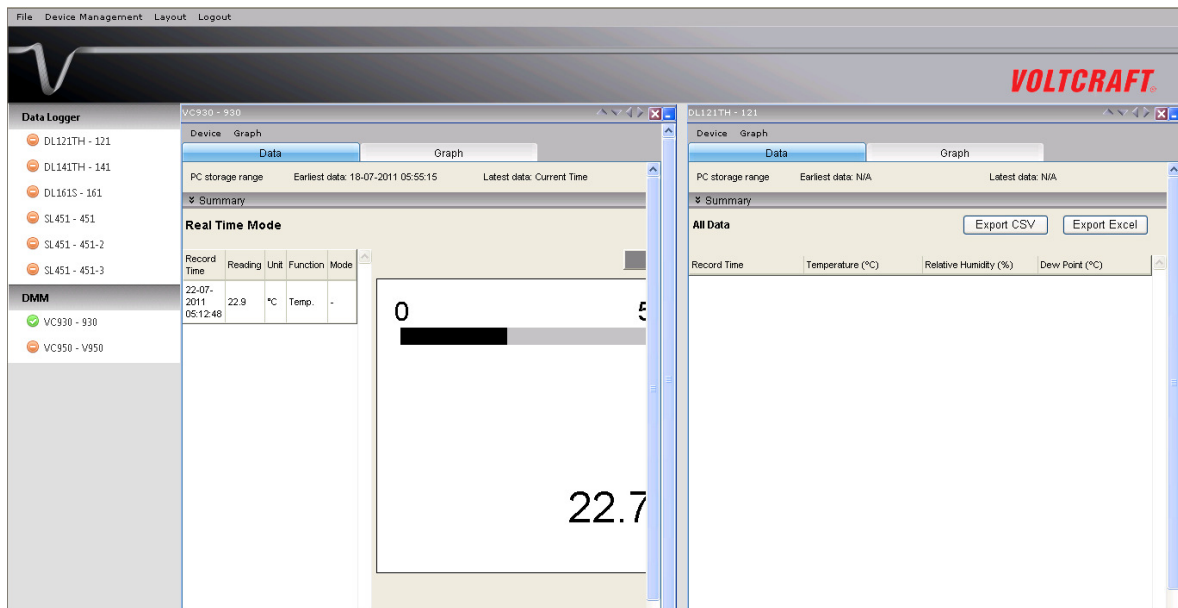 File Device Management Layout Logout
VOLTCRAFT®
Data Logger
DL121TH - 121
DL141TH - 141
DL161S - 161
SL451 - 451
SL451 - 451-2
SL451 - 451-3
DMM
VC930 - 930
VC950 - V950
VC930 - 930
Device Graph
Data Graph
PC storage range Earliest data: 18-07-2011 05:55:15 Latest data: Current Time
Summary
Real Time Mode
Record Time Reading Unit Function Mode
22-07-2011 05:12:48 22.9 °C Temp. -
0 5
22.7
DL121TH - 121
Device Graph
Data Graph
PC storage range Earliest data: N/A Latest data: N/A
Summary
All Data Export CSV Export Excel
Record Time Temperature (°C) Relative Humidity (%) Dew Point (°C)